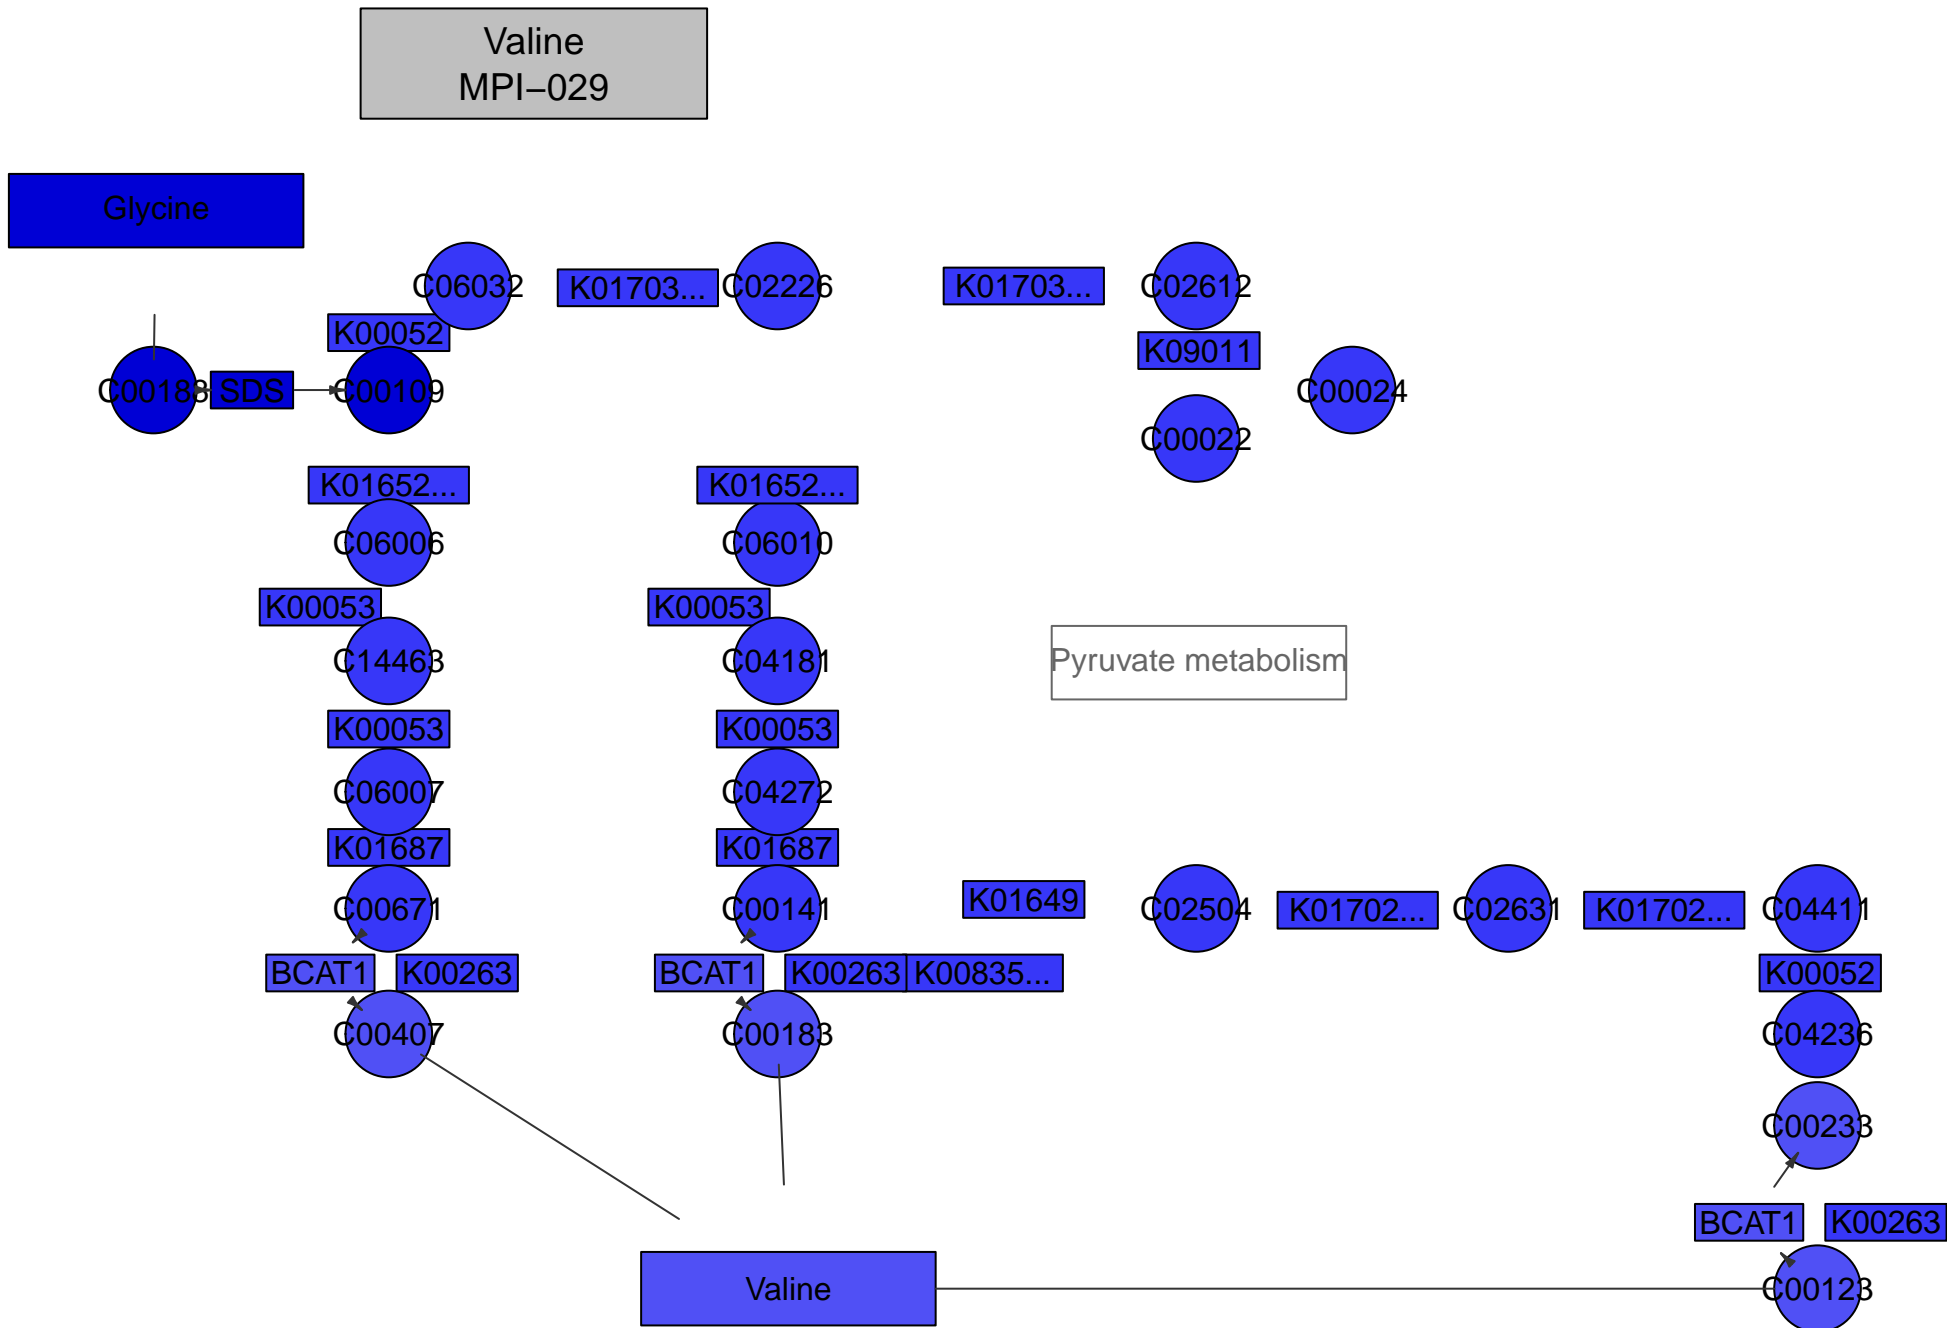 Valine
MPI−029
Glycine
C06032
K01703...
C02226
K01703...
C02612
K00052
K09011
C00188
SDS
C00109
C00024
C00022
K01652...
K01652...
C06006
C06010
K00053
K00053
C14463
C04181
Pyruvate metabolism
K00053
K00053
C06007
C04272
K01687
K01687
C00671
C00141
K01649
C02504
K01702...
C02631
K01702...
C04411
BCAT1
K00263
BCAT1
K00263
K00835...
K00052
C00407
C00183
C04236
C00233
BCAT1
K00263
Valine
C00123